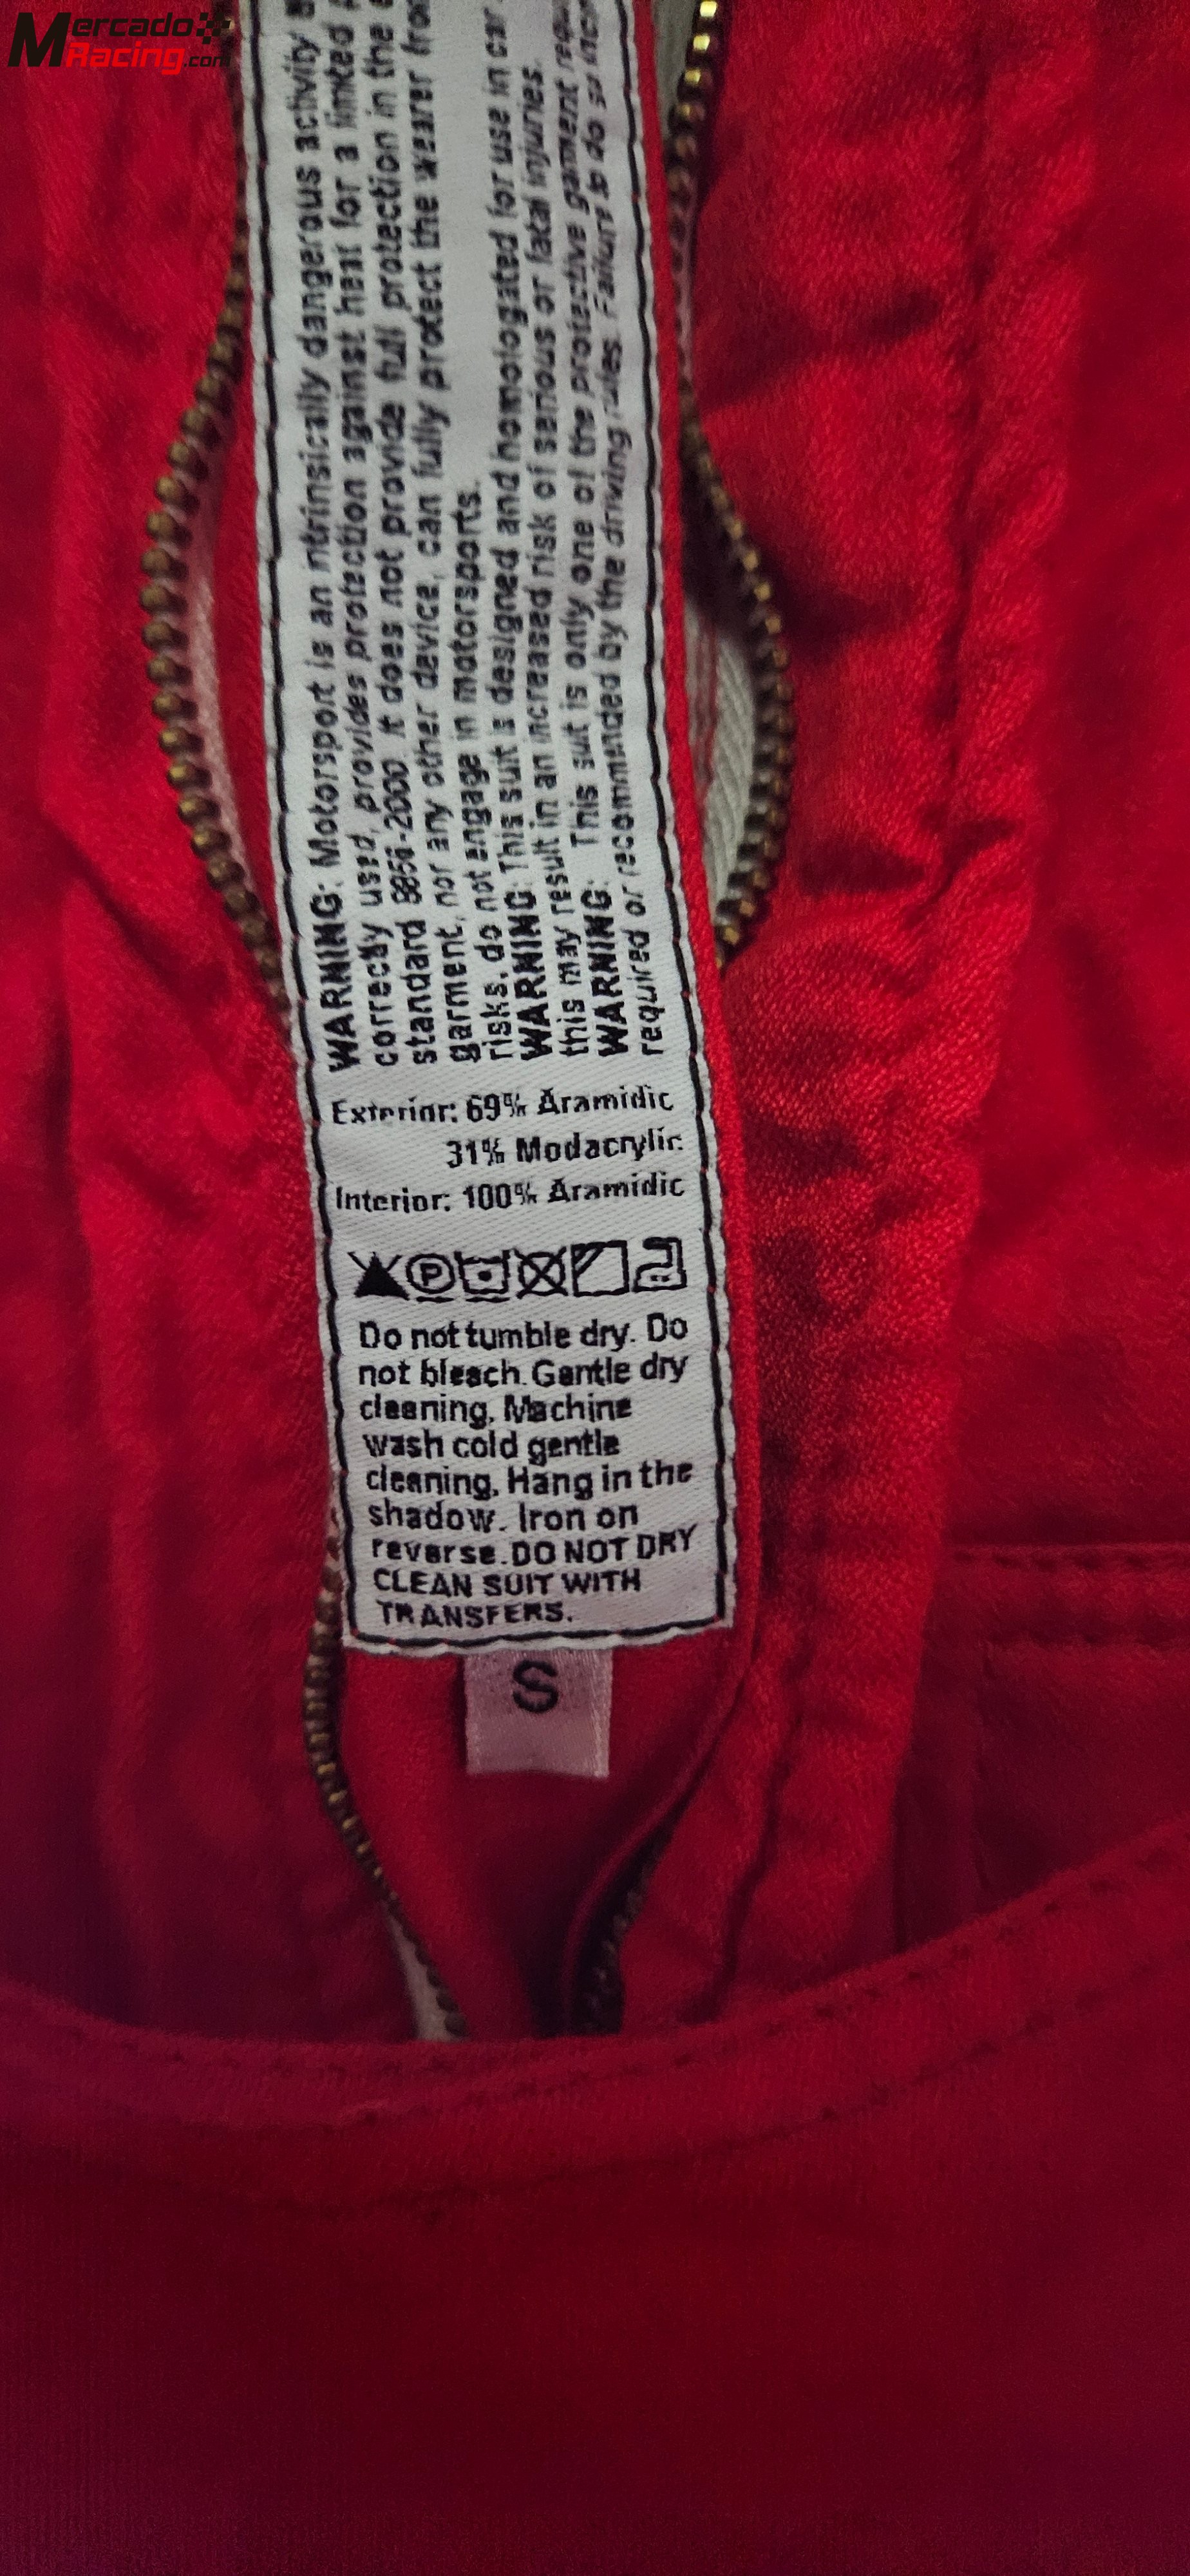 Mercado
Racing.com
WARNING: Motorsport is an ntrinsically dangerous activity
correctly used, provides protection against heat for a limited
standard 8856-2000. It does not provide full protection in the
garment, nor any other device, can fully protect the wearer from
risks, do not engage in motorsports.
WARNING: This suit is designed and homologated for use in car
this may result in an increased risk of serious or fatal injuries.
WARNING: This suit is only one of the protective garment
required or recommended by the driving rules. Failure to do so
Exterior: 69% Aramidic
31% Modacrylic
Interior: 100% Aramidic
P
Do not tumble dry. Do
not bleach. Gentle dry
cleaning, Machine
wash cold gentle
cleaning, Hang in the
shadow. Iron on
reverse. DO NOT DRY
CLEAN SUIT WITH
TRANSFERS.
S